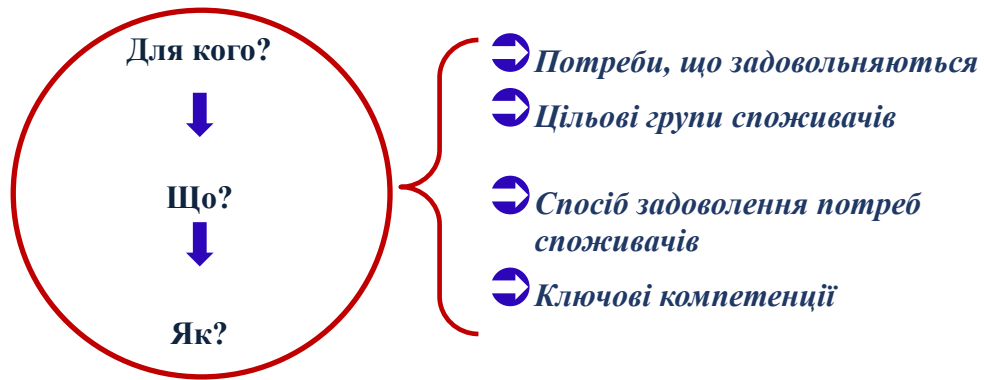 Для кого?
Що?
Як?
Потреби, що задовольняються
Цільові групи споживачів
Спосіб задоволення потреб
споживачів
Ключові компетенції